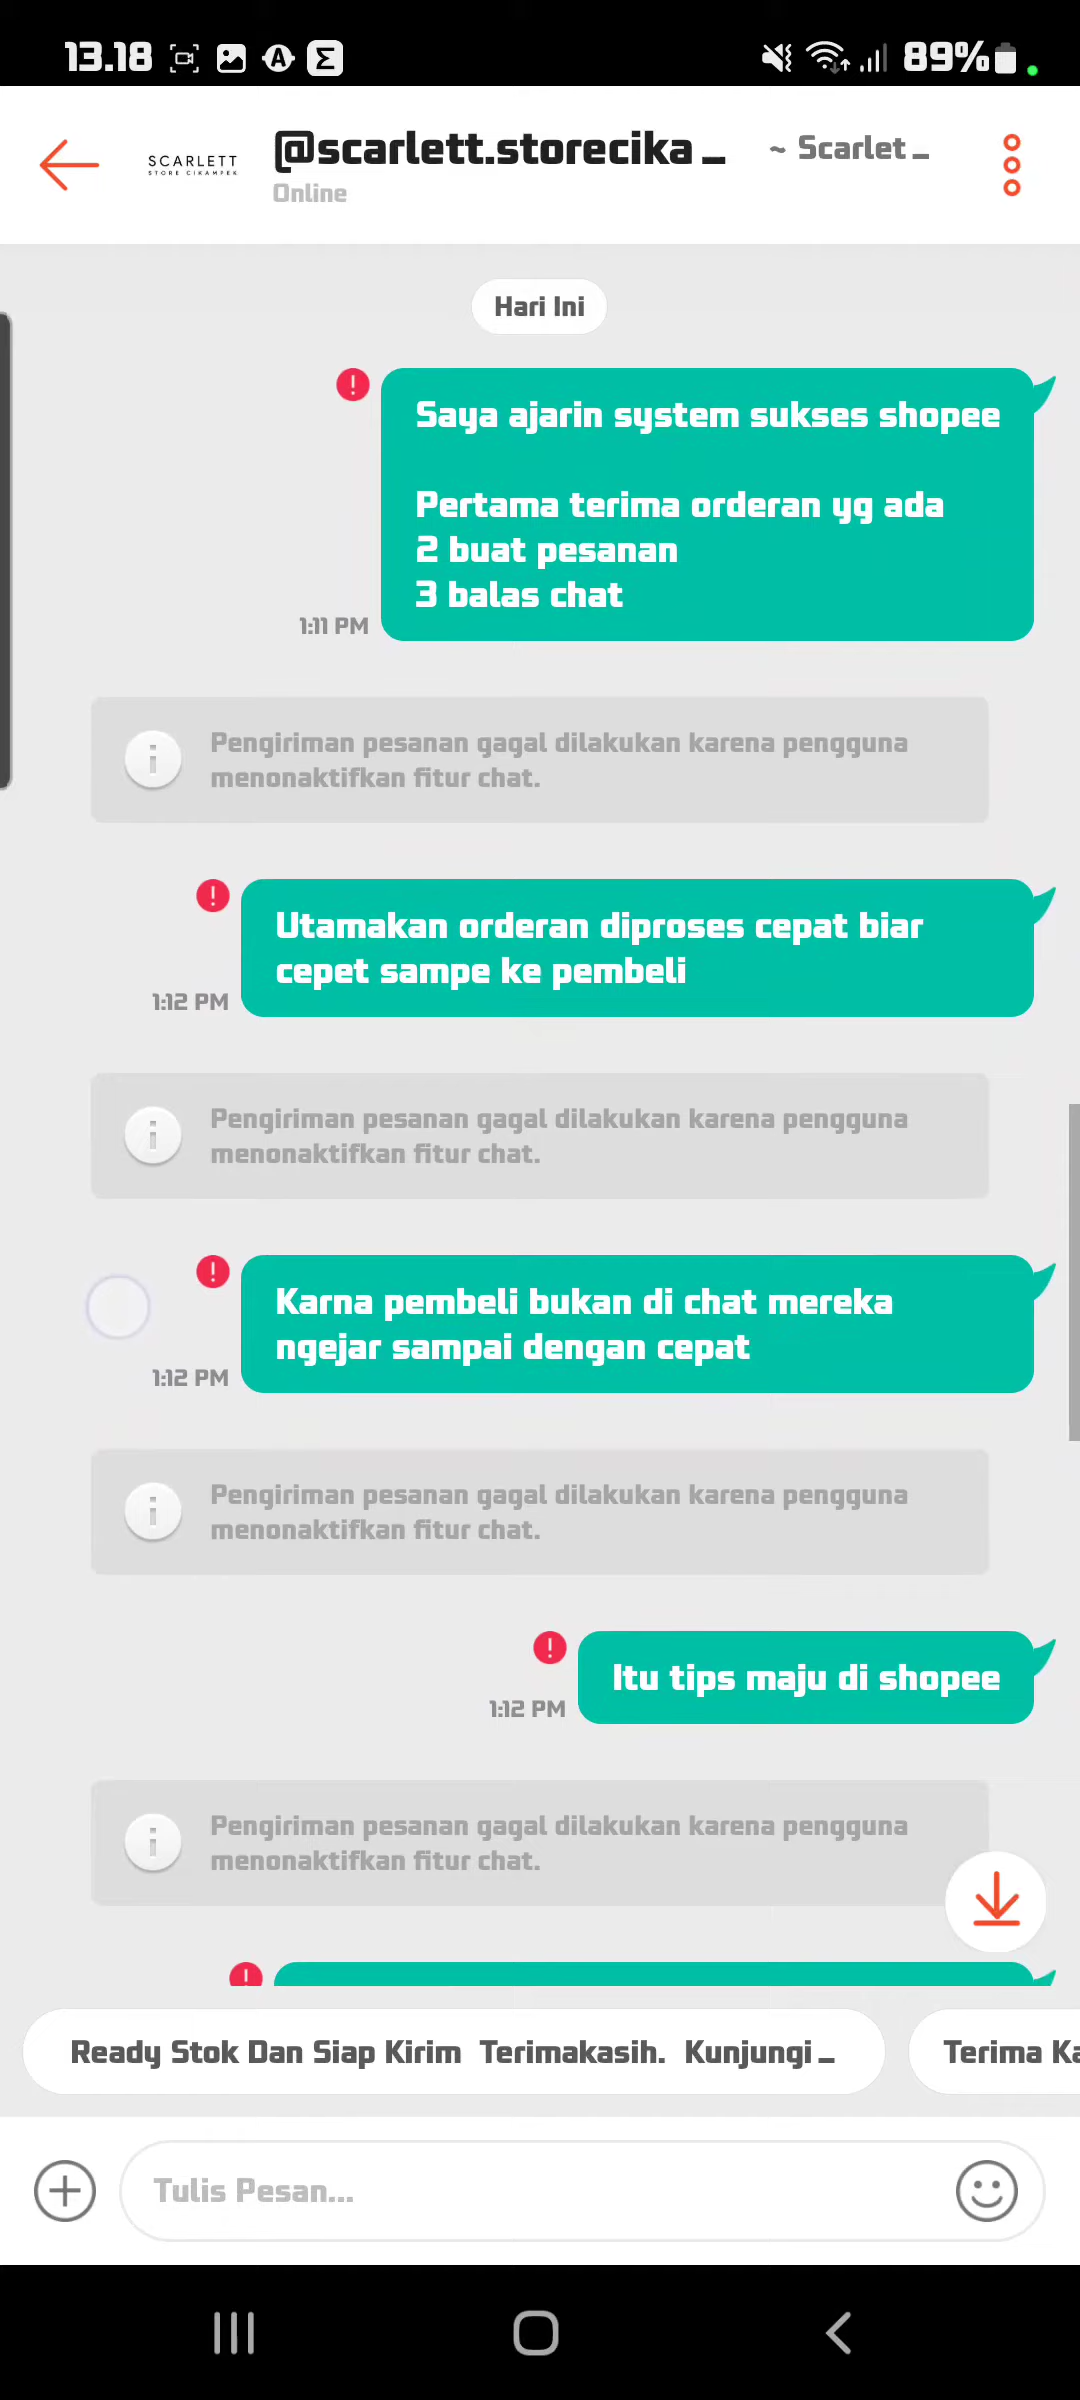 13.18
89%
SCARLETT
STORE CIKAMPEK
@scarlett.storecika... ~ Scarlet...
Online
Hari Ini
Saya ajarin system sukses shopee
Pertama terima orderan yg ada
2 buat pesanan
3 balas chat
1:11 PM
Pengiriman pesanan gagal dilakukan karena pengguna
menonaktifkan fitur chat.
Utamakan orderan diproses cepat biar
cepet sampe ke pembeli
1:12 PM
Pengiriman pesanan gagal dilakukan karena pengguna
menonaktifkan fitur chat.
Karna pembeli bukan di chat mereka
ngejar sampai dengan cepat
1:12 PM
Pengiriman pesanan gagal dilakukan karena pengguna
menonaktifkan fitur chat.
Itu tips maju di shopee
1:12 PM
Pengiriman pesanan gagal dilakukan karena pengguna
menonaktifkan fitur chat.
Ready Stok Dan Siap Kirim Terimakasih. Kunjungi...
Terima Ka
Tulis Pesan...